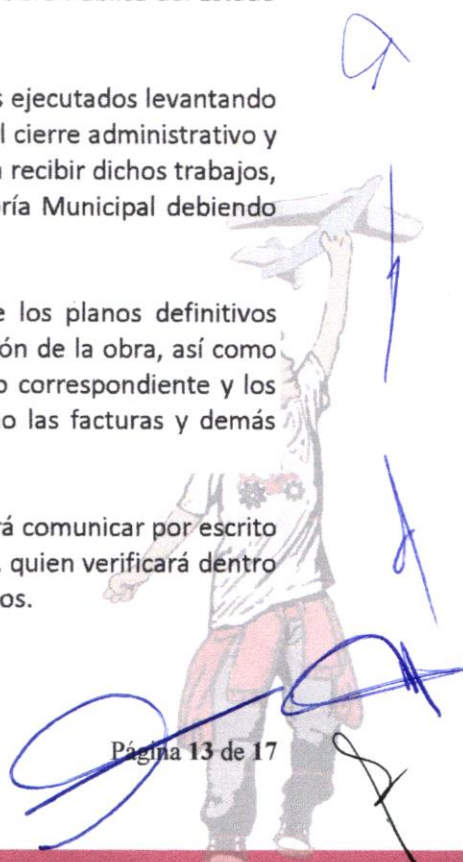 s ejecutados levantando
l cierre administrativo y
recibir dichos trabajos,
ría Municipal debiendo
e los planos definitivos
ón de la obra, así como
o correspondiente y los
o las facturas y demás
rá comunicar por escrito
, quien verificará dentro
os.
Página 13 de 17